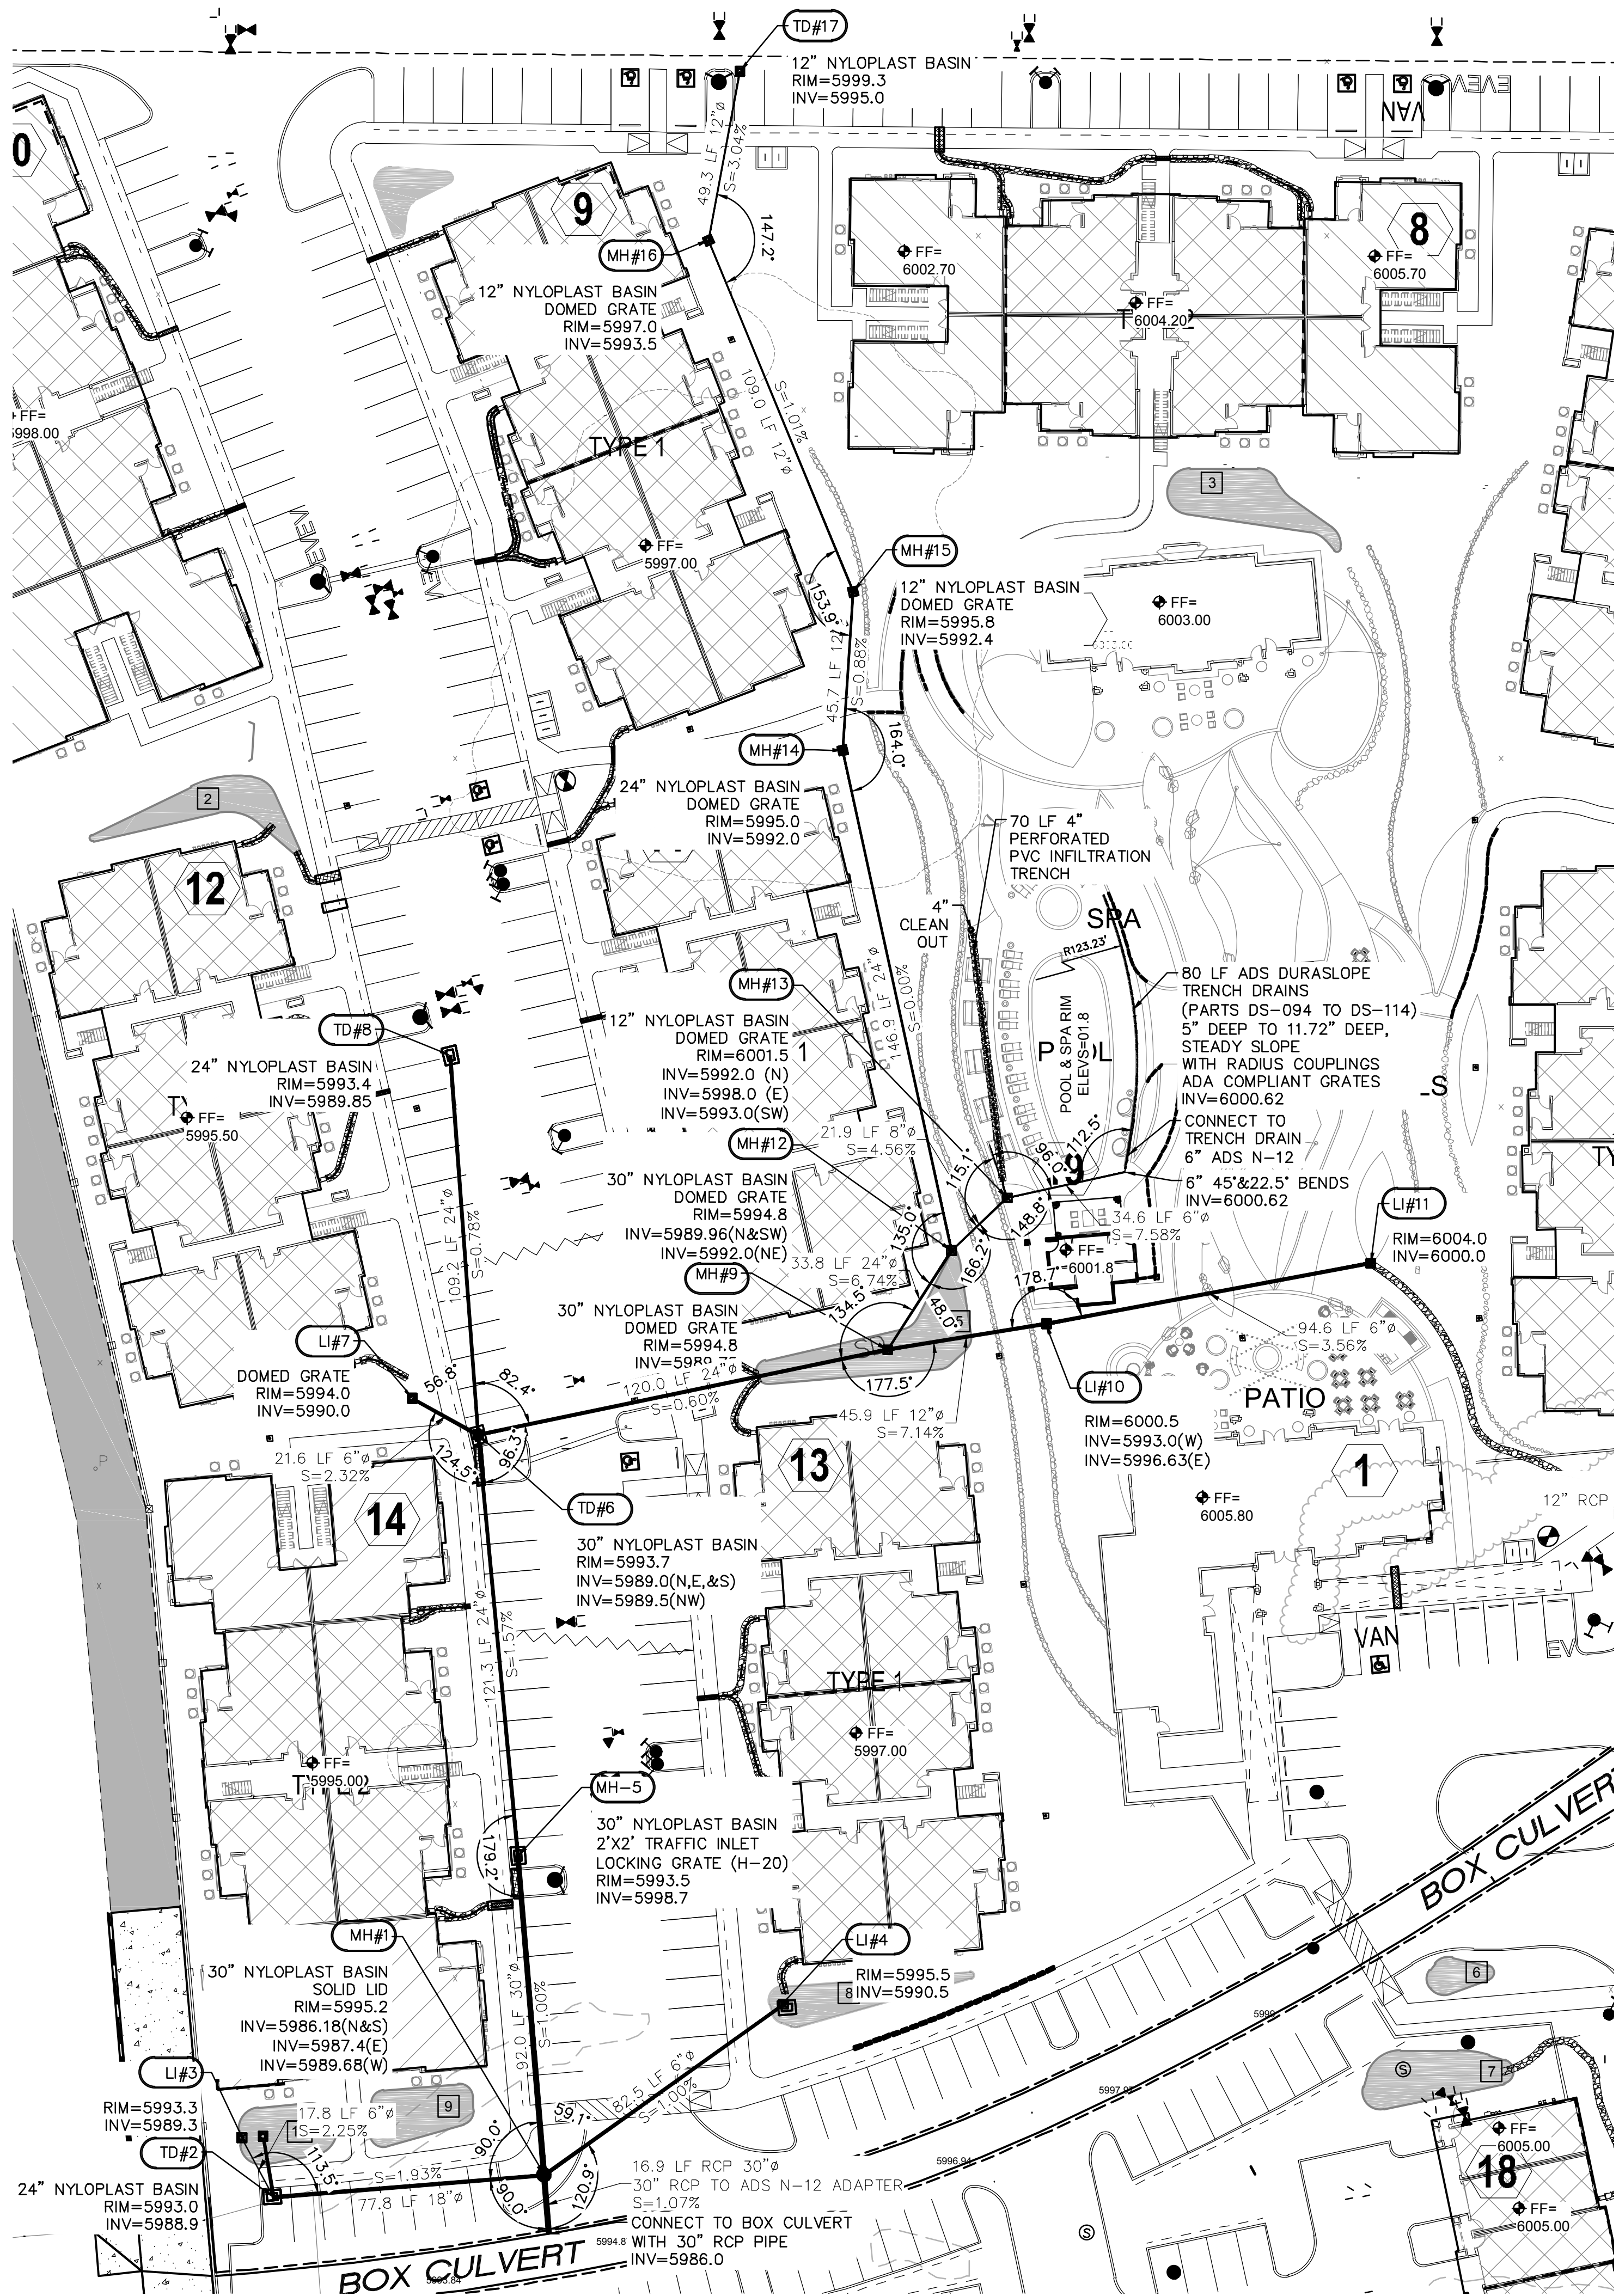 TD#17
12" NYLOPLAST BASIN
RIM=5999.3
INV=5995.0
EVEV
VAN
49.3 LF 12"ø
S=3.04%
0
9
MH#16
147.2°
12" NYLOPLAST BASIN
DOMED GRATE
RIM=5997.0
INV=5993.5
FF=
6002.70
8
FF=
6005.70
FF=
6004.20
FF=
5998.00
109.0 LF 12"ø
S=1.01%
TYPE 1
3
EVEV
FF=
5997.00
MH#15
153.9°
12" NYLOPLAST BASIN
DOMED GRATE
RIM=5995.8
INV=5992.4
FF=
6003.00
45.7 LF 12"
S=0.88%
MH#14
164.0°
24" NYLOPLAST BASIN
DOMED GRATE
RIM=5995.0
INV=5992.0
2
70 LF 4"
PERFORATED
PVC INFILTRATION
TRENCH
12
4"
CLEAN
OUT
SPA
R123.23'
146.9 LF 24"ø
S=0.00%
MH#13
12" NYLOPLAST BASIN
DOMED GRATE
RIM=6001.5
INV=5992.0 (N)
INV=5998.0 (E)
INV=5993.0(SW)
1
POOL & SPA RIM
ELEVS=01.8
80 LF ADS DURASLOPE
TRENCH DRAINS
(PARTS DS-094 TO DS-114)
5" DEEP TO 11.72" DEEP,
STEADY SLOPE
WITH RADIUS COUPLINGS
ADA COMPLIANT GRATES
INV=6000.62
TD#8
24" NYLOPLAST BASIN
RIM=5993.4
INV=5989.85
FF=
5995.50
LS
CONNECT TO
TRENCH DRAIN
6" ADS N-12
6" 45°&22.5° BENDS
INV=6000.62
MH#12
21.9 LF 8"ø
S=4.56%
115.1°
96.0°
112.5°
9
30" NYLOPLAST BASIN
DOMED GRATE
RIM=5994.8
INV=5989.96(N&SW)
INV=5992.0(NE)
135.0°
148.8°
166.2°
34.6 LF 6"ø
S=7.58%
LI#11
RIM=6004.0
INV=6000.0
FF=
6001.8
109.2 LF 24"ø
S=0.78%
33.8 LF 24"ø
S=6.74%
MH#9
30" NYLOPLAST BASIN
DOMED GRATE
RIM=5994.8
134.5°
48.0°
178.7°
5
177.5°
120.0 LF 24"ø
S=0.60%
94.6 LF 6"ø
S=3.56%
LI#7
DOMED GRATE
RIM=5994.0
INV=5990.0
56.8°
82.4°
124.5°
96.3°
21.6 LF 6"ø
S=2.32%
45.9 LF 12"ø
S=7.14%
LI#10
RIM=6000.5
INV=5993.0(W)
INV=5996.63(E)
PATIO
P
13
14
1
TD#6
30" NYLOPLAST BASIN
RIM=5993.7
INV=5989.0(N,E,&S)
INV=5989.5(NW)
FF=
6005.80
12" RCP
VAN
EV
121.3 LF 24"ø
S=1.57%
TYPE 1
FF=
5997.00
FF=
5995.00
MH-5
30" NYLOPLAST BASIN
2'X2' TRAFFIC INLET
LOCKING GRATE (H-20)
RIM=5993.5
INV=5998.7
179.2°
BOX CULVERT
MH#1
30" NYLOPLAST BASIN
SOLID LID
RIM=5995.2
INV=5986.18(N&S)
INV=5987.4(E)
INV=5989.68(W)
LI#4
RIM=5995.5
INV=5990.5
8
6
92.0 LF 30"ø
S=1.00%
82.5 LF 6"ø
S=1.00%
LI#3
RIM=5993.3
INV=5989.3
17.8 LF 6"ø
S=2.25%
9
7
S
TD#2
24" NYLOPLAST BASIN
RIM=5993.0
INV=5988.9
113.5°
90.0°
59.1°
90.0°
120.9°
S=1.93%
77.8 LF 18"ø
16.9 LF RCP 30"ø
30" RCP TO ADS N-12 ADAPTER
S=1.07%
CONNECT TO BOX CULVERT
WITH 30" RCP PIPE
INV=5986.0
5994.8
5996.94
S
FF=
6005.00
18
FF=
6005.00
BOX CULVERT